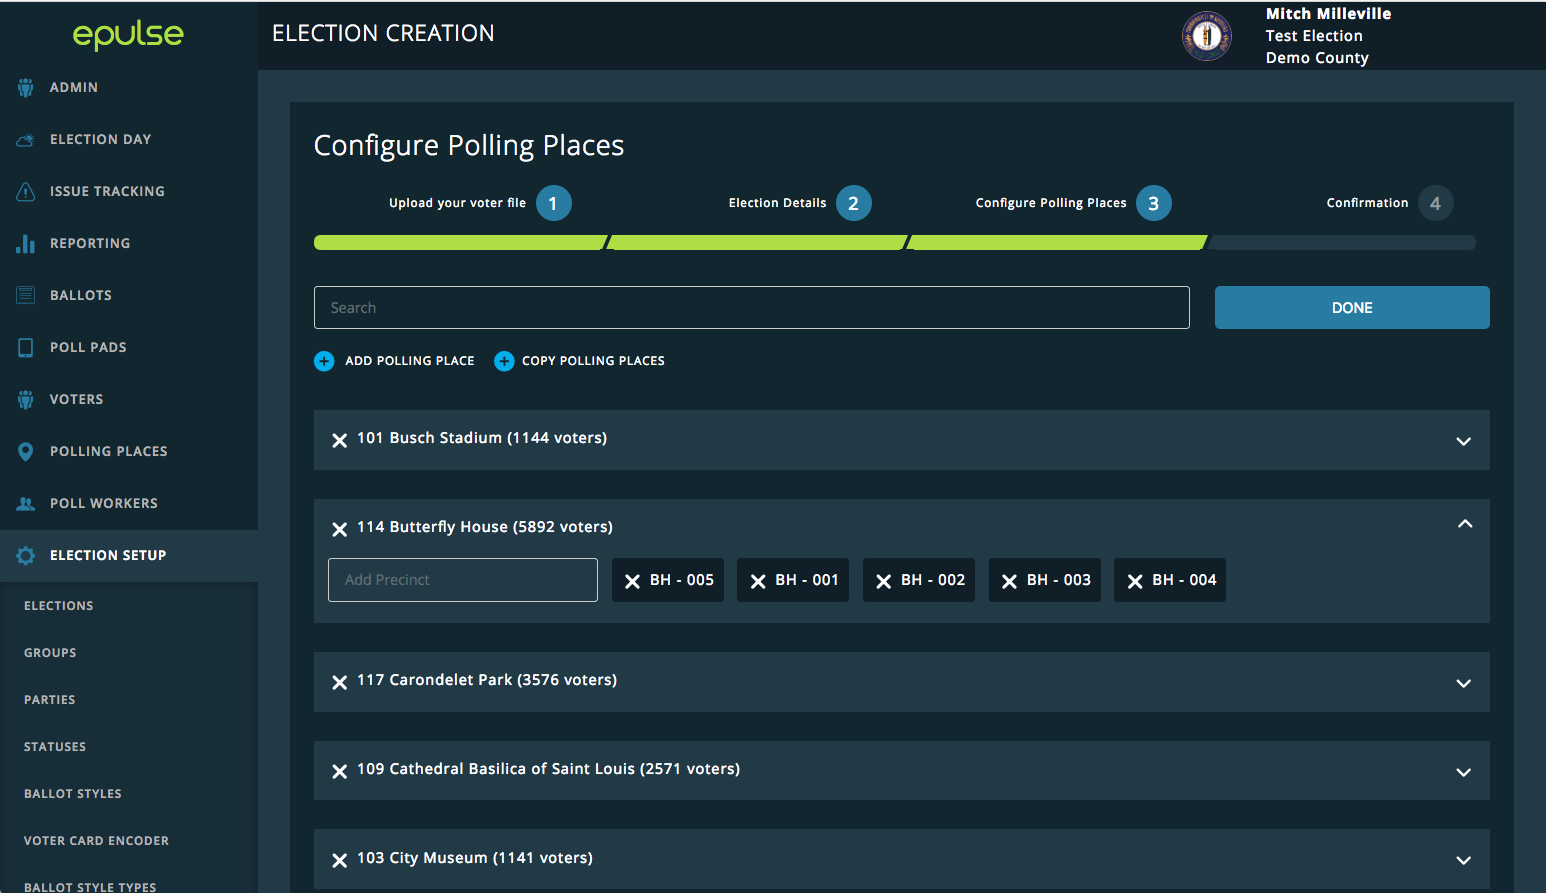 epulse
ELECTION CREATION
Mitch Milleville
Test Election
Demo County
ADMIN
ELECTION DAY
ISSUE TRACKING
REPORTING
BALLOTS
POLL PADS
VOTERS
POLLING PLACES
POLL WORKERS
ELECTION SETUP
ELECTIONS
GROUPS
PARTIES
STATUSES
BALLOT STYLES
VOTER CARD ENCODER
BALLOT STYLE TYPES
Configure Polling Places
Upload your voter file 1
Election Details 2
Configure Polling Places 3
Confirmation 4
Search
DONE
ADD POLLING PLACE
COPY POLLING PLACES
101 Busch Stadium (1144 voters)
114 Butterfly House (5892 voters)
Add Precinct
BH - 005
BH - 001
BH - 002
BH - 003
BH - 004
117 Carondelet Park (3576 voters)
109 Cathedral Basilica of Saint Louis (2571 voters)
103 City Museum (1141 voters)